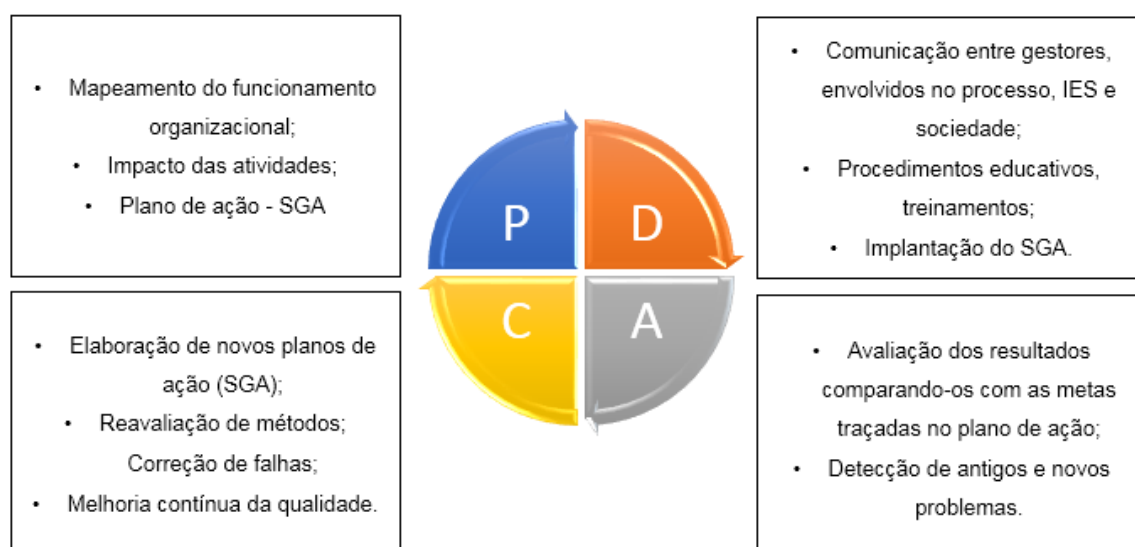 • Mapeamento do funcionamento
organizacional;
• Impacto das atividades;
• Plano de ação - SGA
P
D
• Comunicação entre gestores,
envolvidos no processo, IES e
sociedade;
• Procedimentos educativos,
treinamentos;
• Implantação do SGA.
• Elaboração de novos planos de
ação (SGA);
• Reavaliação de métodos;
Correção de falhas;
• Melhoria contínua da qualidade.
C
A
• Avaliação dos resultados
comparando-os com as metas
traçadas no plano de ação;
• Detecção de antigos e novos
problemas.